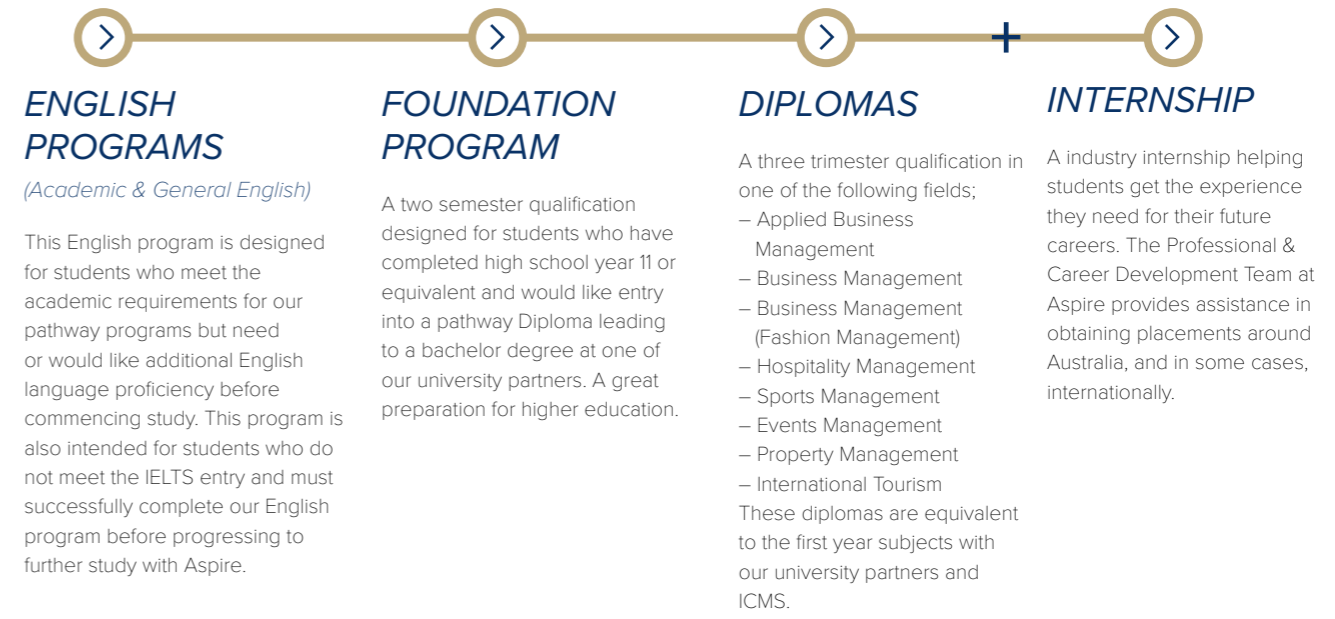 ENGLISH
PROGRAMS
(Academic & General English)
This English program is designed
for students who meet the
academic requirements for our
pathway programs but need
or would like additional English
language proficiency before
commencing study. This program is
also intended for students who do
not meet the IELTS entry and must
successfully complete our English
program before progressing to
further study with Aspire.
FOUNDATION
PROGRAM
A two semester qualification
designed for students who have
completed high school year 11 or
equivalent and would like entry
into a pathway Diploma leading
to a bachelor degree at one of
our university partners. A great
preparation for higher education.
DIPLOMAS
A three trimester qualification in
one of the following fields;
– Applied Business
Management
– Business Management
– Business Management
(Fashion Management)
– Hospitality Management
– Sports Management
– Events Management
– Property Management
– International Tourism
These diplomas are equivalent
to the first year subjects with
our university partners and
ICMS.
+
INTERNSHIP
A industry internship helping
students get the experience
they need for their future
careers. The Professional &
Career Development Team at
Aspire provides assistance in
obtaining placements around
Australia, and in some cases,
internationally.